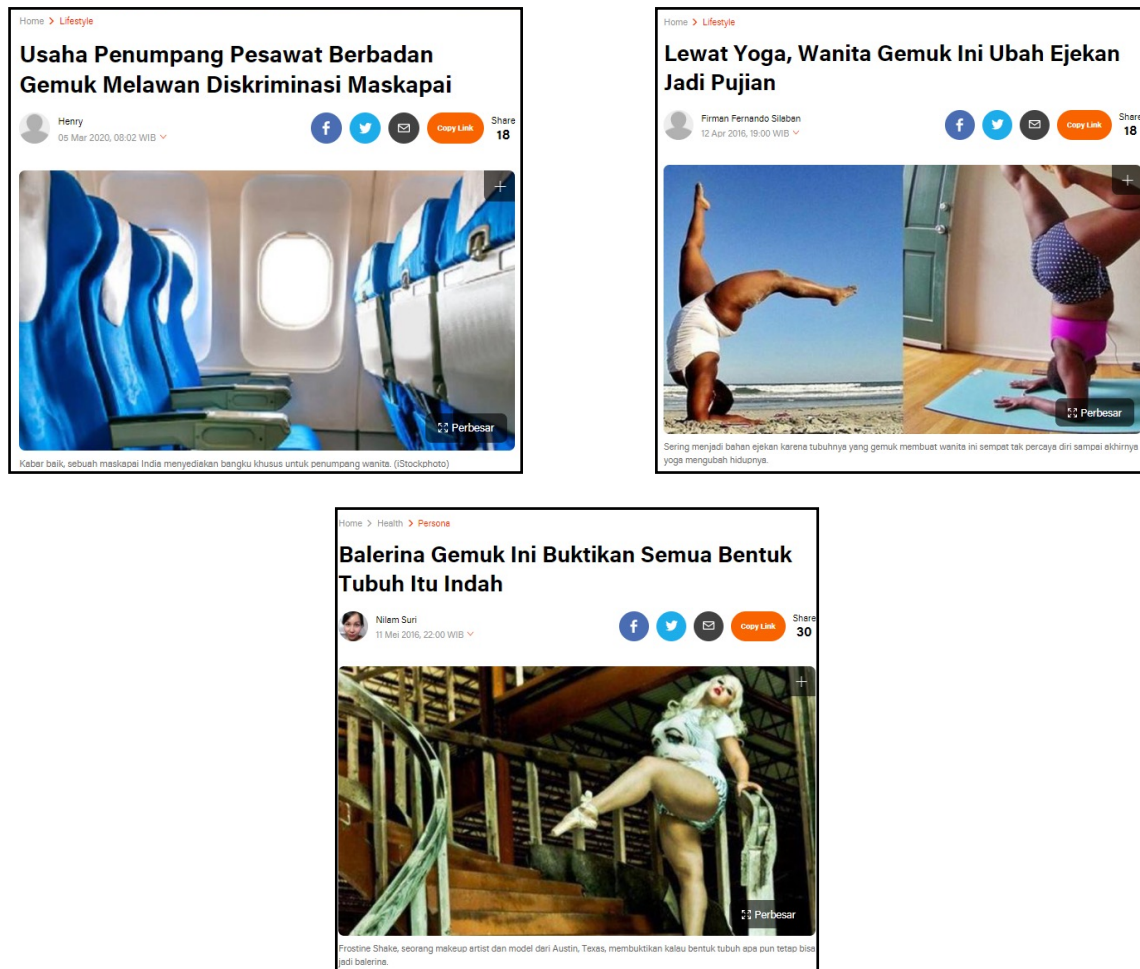 Home > Lifestyle
Usaha Penumpang Pesawat Berbadan
Gemuk Melawan Diskriminasi Maskapai
Henry
05 Mar 2020, 08:02 WIB
Copy Link
Share
18
Perbesar
Kabar baik, sebuah maskapai India menyediakan bangku khusus untuk penumpang wanita. (iStockphoto)
Home > Lifestyle
Lewat Yoga, Wanita Gemuk Ini Ubah Ejekan
Jadi Pujian
Firman Fernando Silaban
12 Apr 2016, 19:00 WIB
Copy Link
Share
18
Perbesar
Sering menjadi bahan ejekan karena tubuhnya yang gemuk membuat wanita ini sempat tak percaya diri sampai akhirnya
yoga mengubah hidupnya.
Home > Health > Persona
Balerina Gemuk Ini Buktikan Semua Bentuk
Tubuh Itu Indah
Nilam Suri
11 Mei 2016, 22:00 WIB
Copy Link
Share
30
Perbesar
Frostine Shake, seorang makeup artist dan model dari Austin, Texas, membuktikan kalau bentuk tubuh apa pun tetap bisa
jadi balerina.